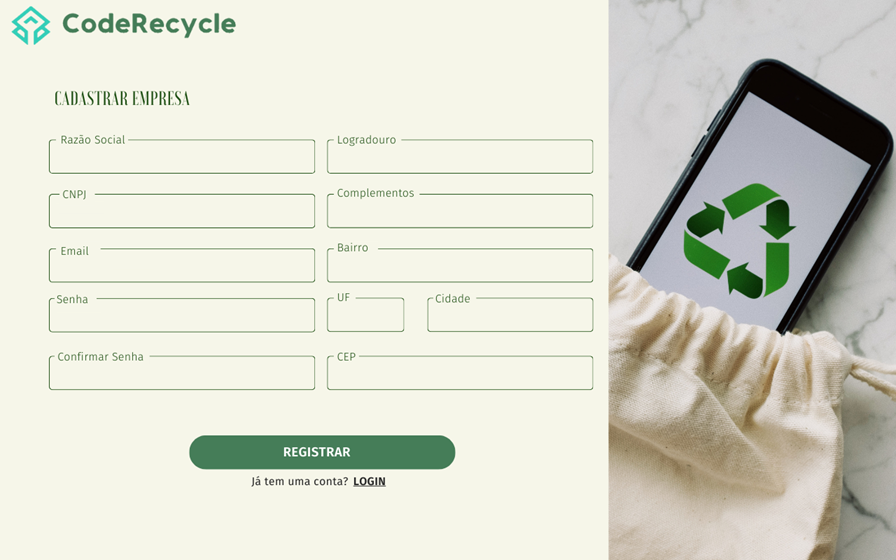 CodeRecycle
CADASTRAR EMPRESA
Razão Social
Logradouro
CNPJ
Complementos
Email
Bairro
Senha
UF
Cidade
Confirmar Senha
CEP
REGISTRAR
Já tem uma conta? LOGIN